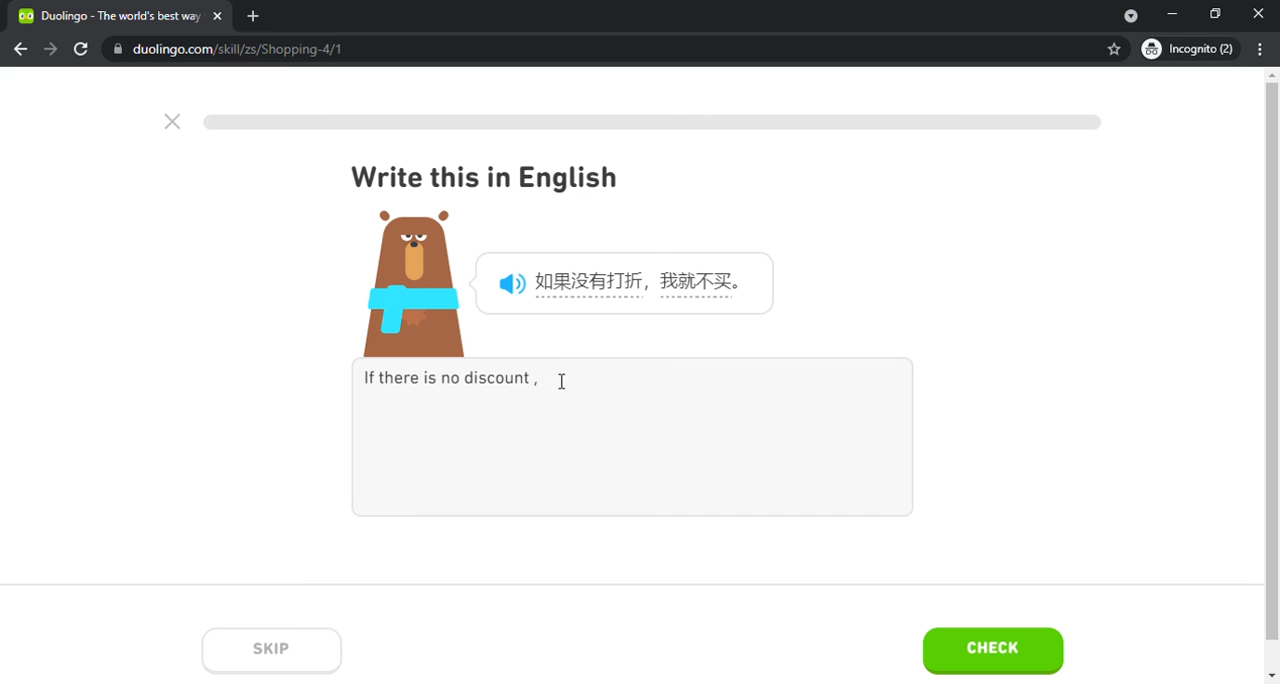 Duolingo - The world's best way
duolingo.com/skill/zs/Shopping-4/1
Incognito (2)
Write this in English
如果没有打折，我就不买。
If there is no discount ,
SKIP
CHECK